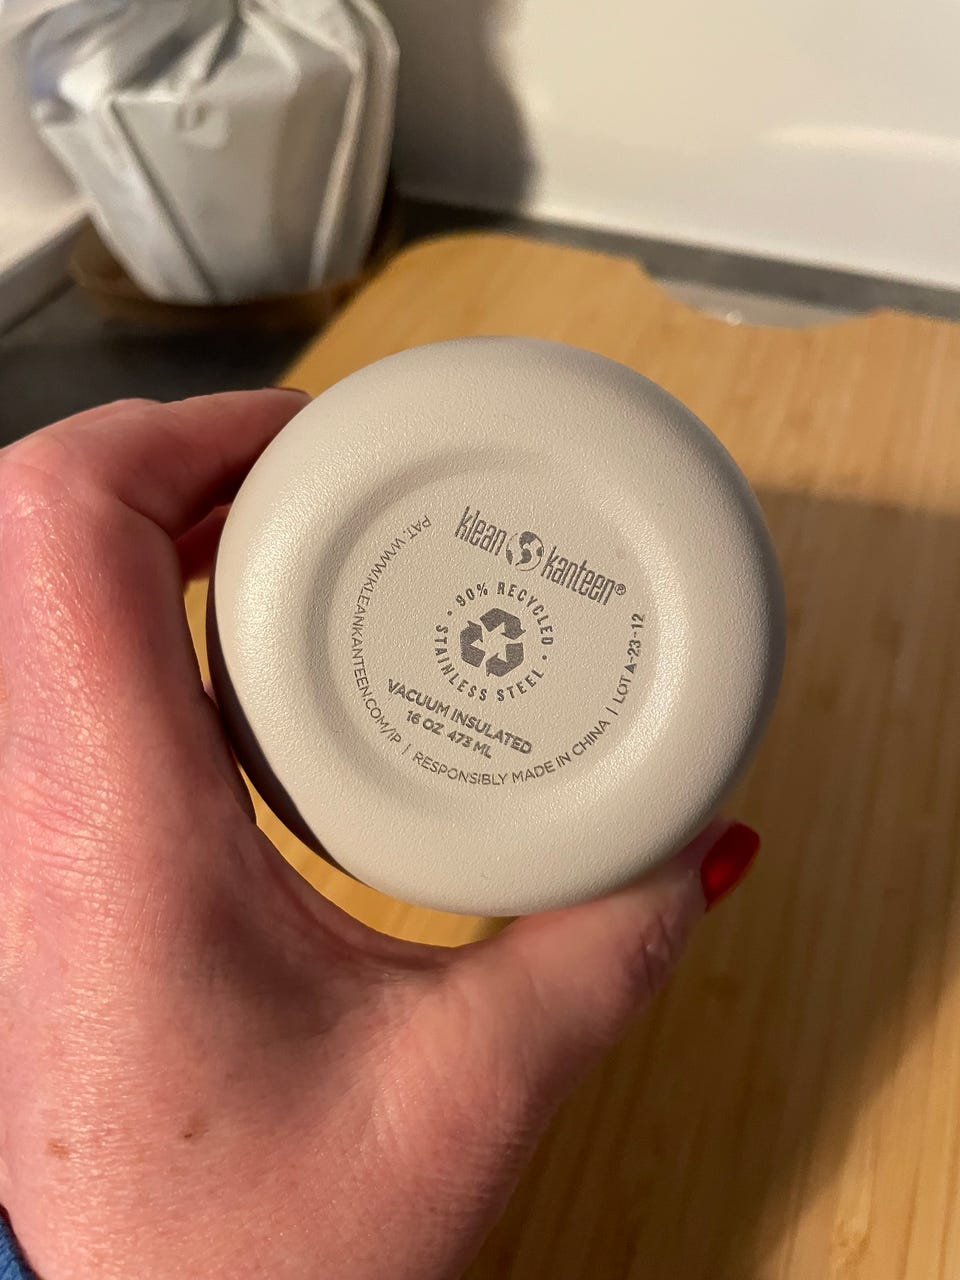 klean kanteen®
• 90% RECYCLED •
STAINLESS STEEL
VACUUM INSULATED
16 OZ 473 ML
PAT. WWW.KLEANKANTEEN.COM/IP | RESPONSIBLY MADE IN CHINA | LOT A-23-12